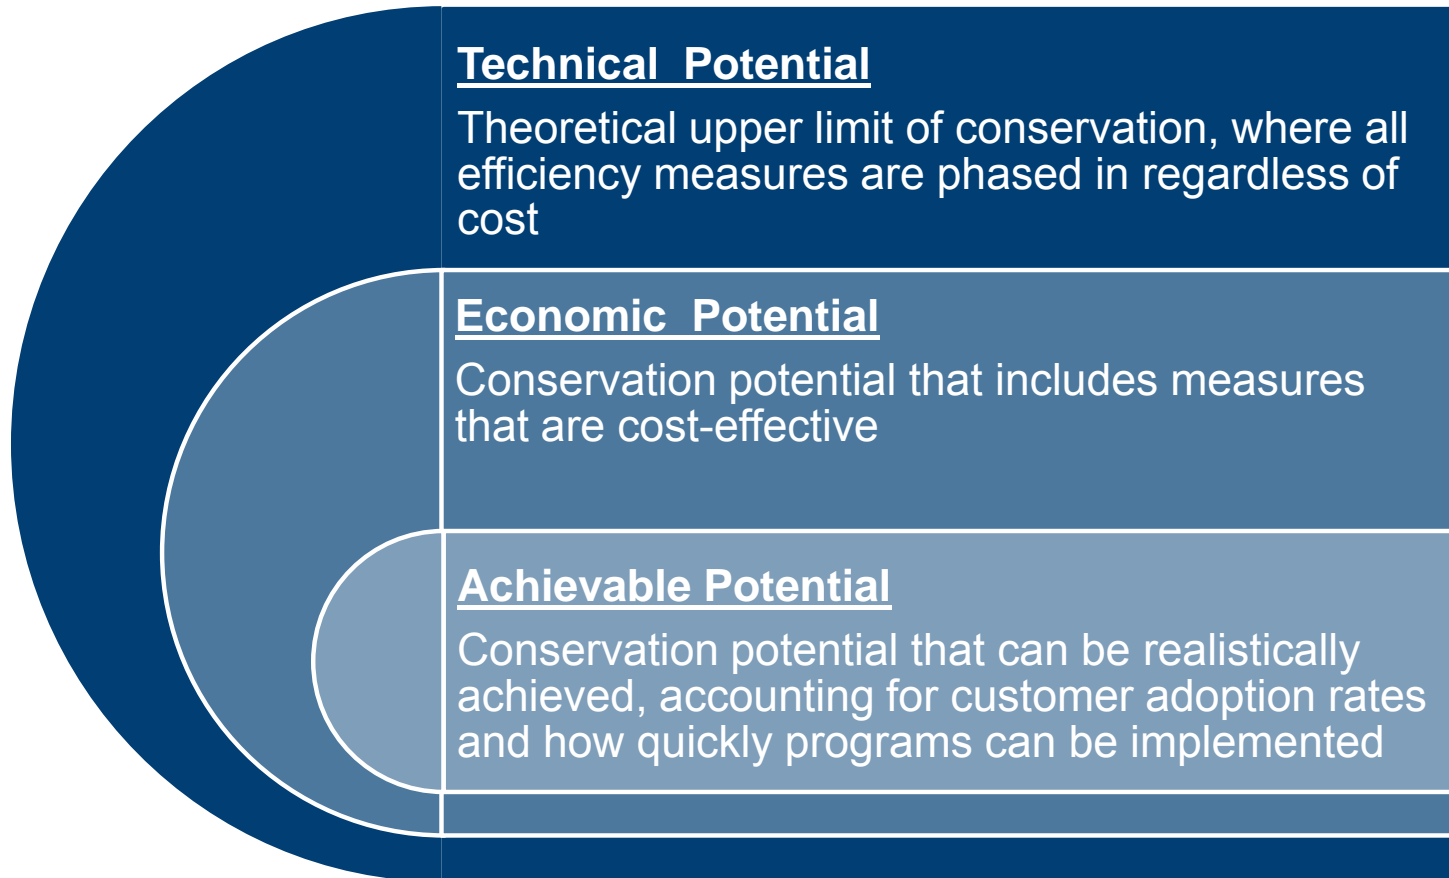 Technical  Potential
Theoretical upper limit of conservation, where all
efficiency measures are phased in regardless of
cost
Economic  Potential
Conservation potential that includes measures
that are cost-effective
Achievable Potential
Conservation potential that can be realistically
achieved, accounting for customer adoption rates
and how quickly programs can be implemented